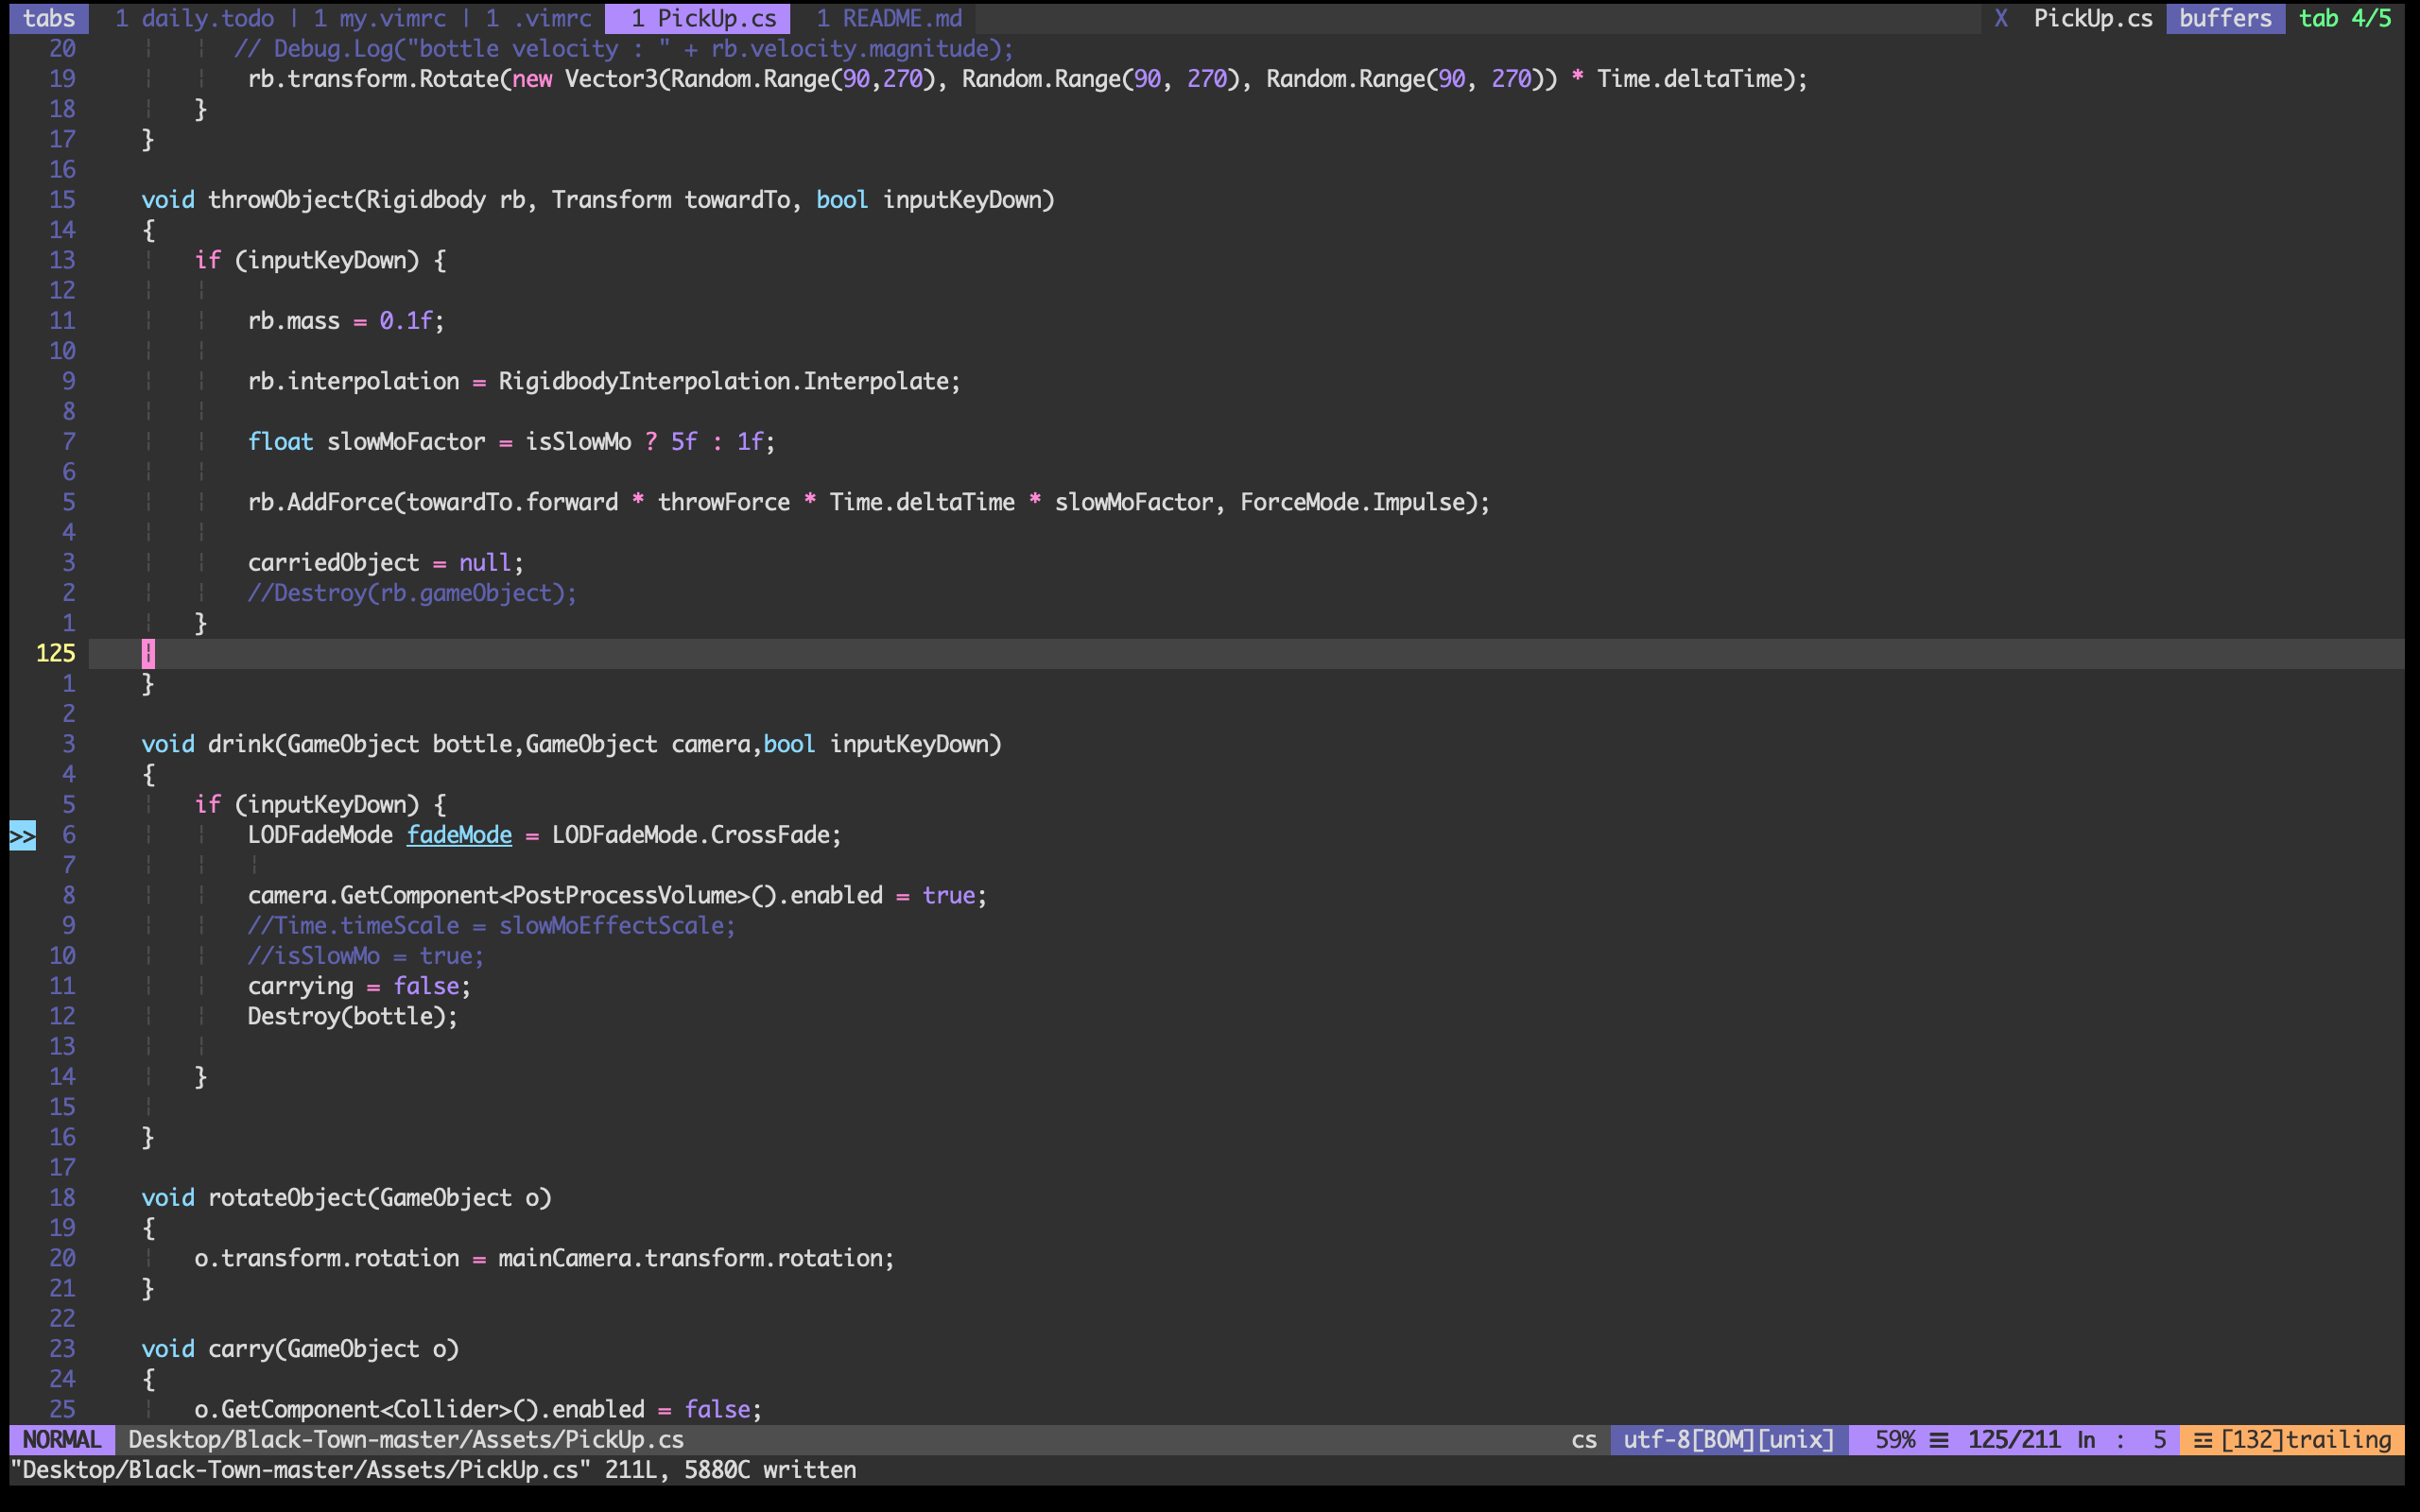 tabs 1 daily.todo | 1 my.vimrc | 1 .vimrc 1 PickUp.cs 1 README.md X PickUp.cs buffers tab 4/5
20 // Debug.Log("bottle velocity : " + rb.velocity.magnitude);
19 rb.transform.Rotate(new Vector3(Random.Range(90,270), Random.Range(90, 270), Random.Range(90, 270)) * Time.deltaTime);
18 }
17 }
16
15 void throwObject(Rigidbody rb, Transform towardTo, bool inputKeyDown)
14 {
13 if (inputKeyDown) {
12
11 rb.mass = 0.1f;
10
9 rb.interpolation = RigidbodyInterpolation.Interpolate;
8
7 float slowMoFactor = isSlowMo ? 5f : 1f;
6
5 rb.AddForce(towardTo.forward * throwForce * Time.deltaTime * slowMoFactor, ForceMode.Impulse);
4
3 carriedObject = null;
2 //Destroy(rb.gameObject);
1 }
125
1 }
2
3 void drink(GameObject bottle,GameObject camera,bool inputKeyDown)
4 {
5 if (inputKeyDown) {
>> 6 LODFadeMode fadeMode = LODFadeMode.CrossFade;
7
8 camera.GetComponent<PostProcessVolume>().enabled = true;
9 //Time.timeScale = slowMoEffectScale;
10 //isSlowMo = true;
11 carrying = false;
12 Destroy(bottle);
13
14 }
15
16 }
17
18 void rotateObject(GameObject o)
19 {
20 o.transform.rotation = mainCamera.transform.rotation;
21 }
22
23 void carry(GameObject o)
24 {
25 o.GetComponent<Collider>().enabled = false;
NORMAL Desktop/Black-Town-master/Assets/PickUp.cs cs utf-8[BOM][unix] 59% ☰ 125/211 ln : 5 ☲ [132]trailing
"Desktop/Black-Town-master/Assets/PickUp.cs" 211L, 5880C written